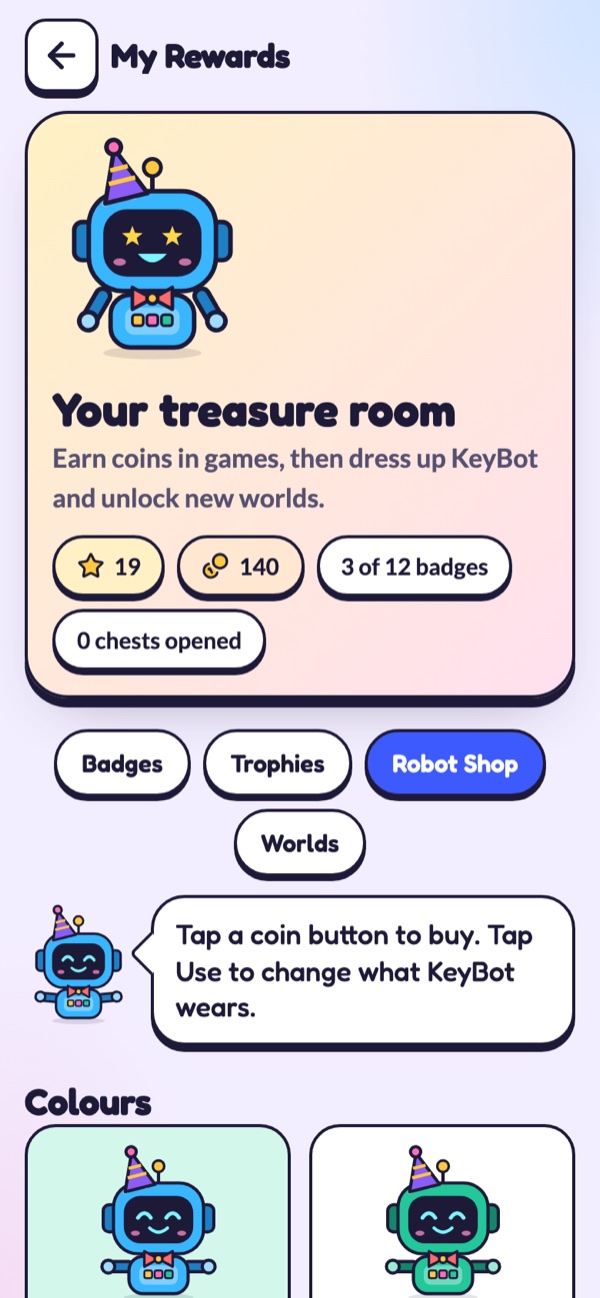 My Rewards
Your treasure room
Earn coins in games, then dress up KeyBot
and unlock new worlds.
19
140
3 of 12 badges
0 chests opened
Badges
Trophies
Robot Shop
Worlds
Tap a coin button to buy. Tap
Use to change what KeyBot
wears.
Colours